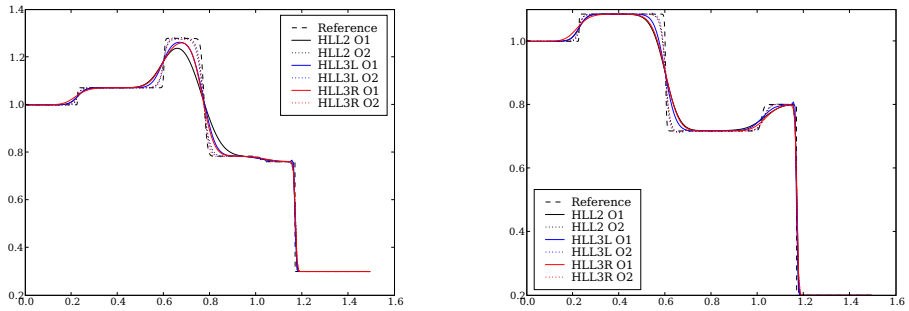 1.4
1.2
1.0
0.8
0.6
0.4
0.2
0.0 0.2 0.4 0.6 0.8 1.0 1.2 1.4 1.6
Reference
HLL2 O1
HLL2 O2
HLL3L O1
HLL3L O2
HLL3R O1
HLL3R O2
1.0
0.8
0.6
0.4
0.2
0.0 0.2 0.4 0.6 0.8 1.0 1.2 1.4 1.6
Reference
HLL2 O1
HLL2 O2
HLL3L O1
HLL3L O2
HLL3R O1
HLL3R O2